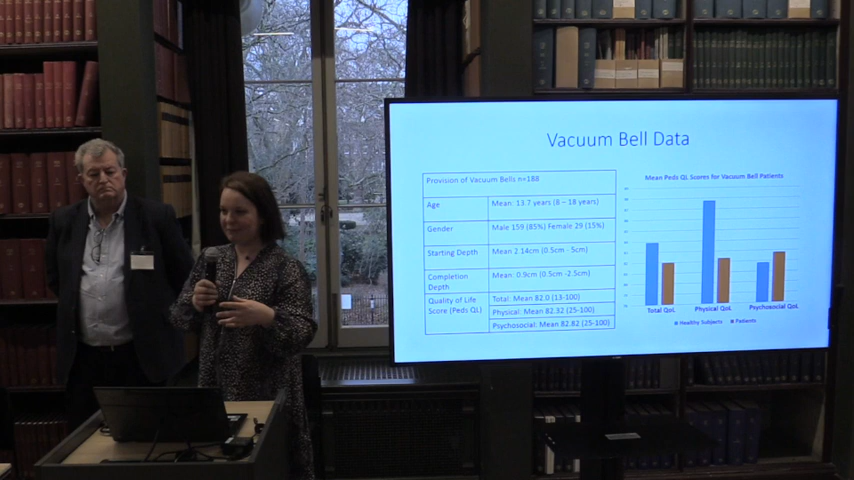 Vacuum Bell Data
Provision of Vacuum Bells n=188
Age Mean: 13.7 years (8 – 18 years)
Gender Male 159 (85%) Female 29 (15%)
Starting Depth Mean 2.14cm (0.5cm - 5cm)
Completion Depth Mean: 0.9cm (0.5cm -2.5cm)
Quality of Life Score (Peds QL) Total: Mean 82.0 (13-100)
Physical: Mean 82.32 (25-100)
Psychosocial: Mean 82.82 (25-100)
Mean Peds QL Scores for Vacuum Bell Patients
Total QoL Physical QoL Psychosocial QoL
Healthy Subjects Patients